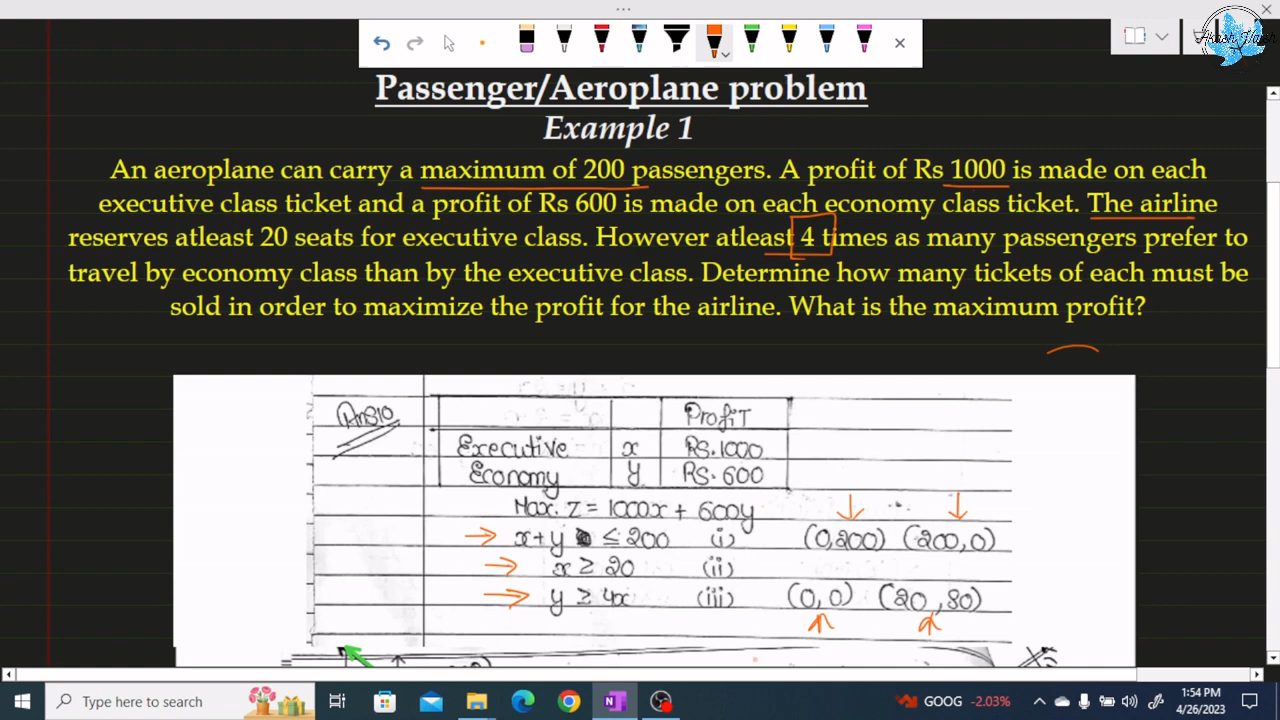 Passenger/Aeroplane problem
Example 1
An aeroplane can carry a maximum of 200 passengers. A profit of Rs 1000 is made on each
executive class ticket and a profit of Rs 600 is made on each economy class ticket. The airline
reserves atleast 20 seats for executive class. However atleast 4 times as many passengers prefer to
travel by economy class than by the executive class. Determine how many tickets of each must be
sold in order to maximize the profit for the airline. What is the maximum profit?
Profit
Executive x RS.1000
Economy y RS.600
Max. Z = 1000x + 600y
x+y ≤ 200 (i) (0,200) (200,0)
x ≥ 20 (ii)
y ≥ 4x (iii) (0,0) (20,80)
Type here to search
GOOG -2.03%
1:54 PM
4/26/2023